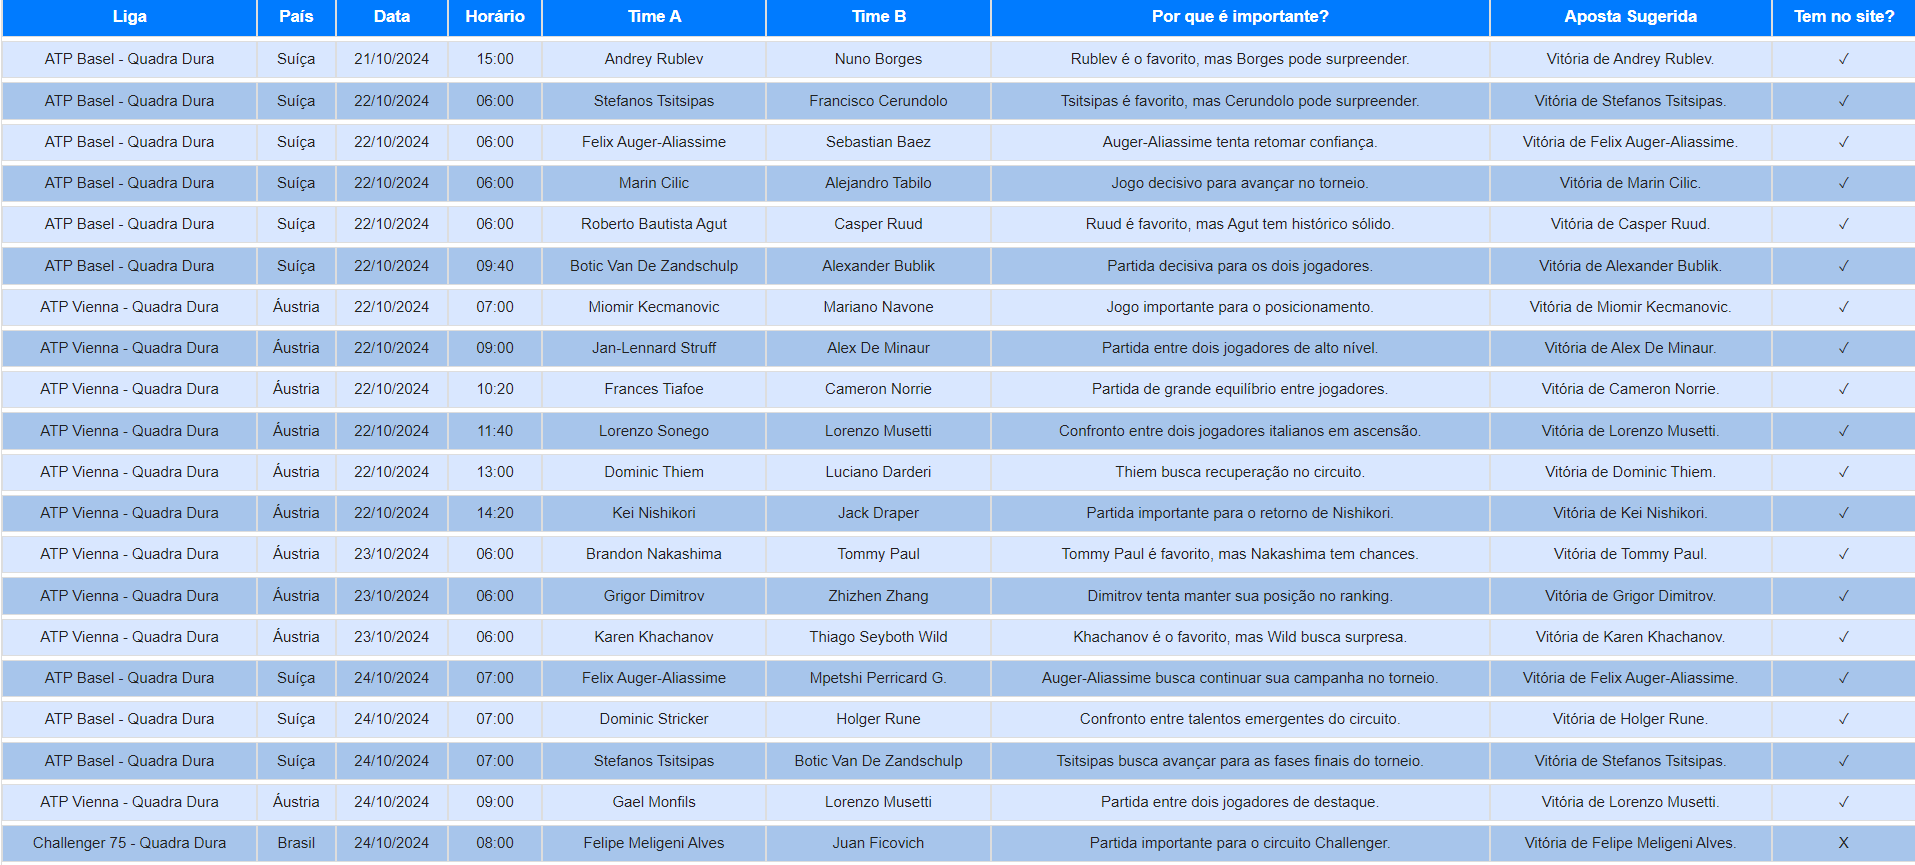 Liga País Data Horário Time A Time B Por que é importante? Aposta Sugerida Tem no site?
ATP Basel - Quadra Dura Suíça 21/10/2024 15:00 Andrey Rublev Nuno Borges Rublev é o favorito, mas Borges pode surpreender. Vitória de Andrey Rublev. ✓
ATP Basel - Quadra Dura Suíça 22/10/2024 06:00 Stefanos Tsitsipas Francisco Cerundolo Tsitsipas é favorito, mas Cerundolo pode surpreender. Vitória de Stefanos Tsitsipas. ✓
ATP Basel - Quadra Dura Suíça 22/10/2024 06:00 Felix Auger-Aliassime Sebastian Baez Auger-Aliassime tenta retomar confiança. Vitória de Felix Auger-Aliassime. ✓
ATP Basel - Quadra Dura Suíça 22/10/2024 06:00 Marin Cilic Alejandro Tabilo Jogo decisivo para avançar no torneio. Vitória de Marin Cilic. ✓
ATP Basel - Quadra Dura Suíça 22/10/2024 06:00 Roberto Bautista Agut Casper Ruud Ruud é favorito, mas Agut tem histórico sólido. Vitória de Casper Ruud. ✓
ATP Basel - Quadra Dura Suíça 22/10/2024 09:40 Botic Van De Zandschulp Alexander Bublik Partida decisiva para os dois jogadores. Vitória de Alexander Bublik. ✓
ATP Vienna - Quadra Dura Áustria 22/10/2024 07:00 Miomir Kecmanovic Mariano Navone Jogo importante para o posicionamento. Vitória de Miomir Kecmanovic. ✓
ATP Vienna - Quadra Dura Áustria 22/10/2024 09:00 Jan-Lennard Struff Alex De Minaur Partida entre dois jogadores de alto nível. Vitória de Alex De Minaur. ✓
ATP Vienna - Quadra Dura Áustria 22/10/2024 10:20 Frances Tiafoe Cameron Norrie Partida de grande equilíbrio entre jogadores. Vitória de Cameron Norrie. ✓
ATP Vienna - Quadra Dura Áustria 22/10/2024 11:40 Lorenzo Sonego Lorenzo Musetti Confronto entre dois jogadores italianos em ascensão. Vitória de Lorenzo Musetti. ✓
ATP Vienna - Quadra Dura Áustria 22/10/2024 13:00 Dominic Thiem Luciano Darderi Thiem busca recuperação no circuito. Vitória de Dominic Thiem. ✓
ATP Vienna - Quadra Dura Áustria 22/10/2024 14:20 Kei Nishikori Jack Draper Partida importante para o retorno de Nishikori. Vitória de Kei Nishikori. ✓
ATP Vienna - Quadra Dura Áustria 23/10/2024 06:00 Brandon Nakashima Tommy Paul Tommy Paul é favorito, mas Nakashima tem chances. Vitória de Tommy Paul. ✓
ATP Vienna - Quadra Dura Áustria 23/10/2024 06:00 Grigor Dimitrov Zhizhen Zhang Dimitrov tenta manter sua posição no ranking. Vitória de Grigor Dimitrov. ✓
ATP Vienna - Quadra Dura Áustria 23/10/2024 06:00 Karen Khachanov Thiago Seyboth Wild Khachanov é o favorito, mas Wild busca surpresa. Vitória de Karen Khachanov. ✓
ATP Basel - Quadra Dura Suíça 24/10/2024 07:00 Felix Auger-Aliassime Mpetshi Perricard G. Auger-Aliassime busca continuar sua campanha no torneio. Vitória de Felix Auger-Aliassime. ✓
ATP Basel - Quadra Dura Suíça 24/10/2024 07:00 Dominic Stricker Holger Rune Confronto entre talentos emergentes do circuito. Vitória de Holger Rune. ✓
ATP Basel - Quadra Dura Suíça 24/10/2024 07:00 Stefanos Tsitsipas Botic Van De Zandschulp Tsitsipas busca avançar para as fases finais do torneio. Vitória de Stefanos Tsitsipas. ✓
ATP Vienna - Quadra Dura Áustria 24/10/2024 09:00 Gael Monfils Lorenzo Musetti Partida entre dois jogadores de destaque. Vitória de Lorenzo Musetti. ✓
Challenger 75 - Quadra Dura Brasil 24/10/2024 08:00 Felipe Meligeni Alves Juan Ficovich Partida importante para o circuito Challenger. Vitória de Felipe Meligeni Alves. X